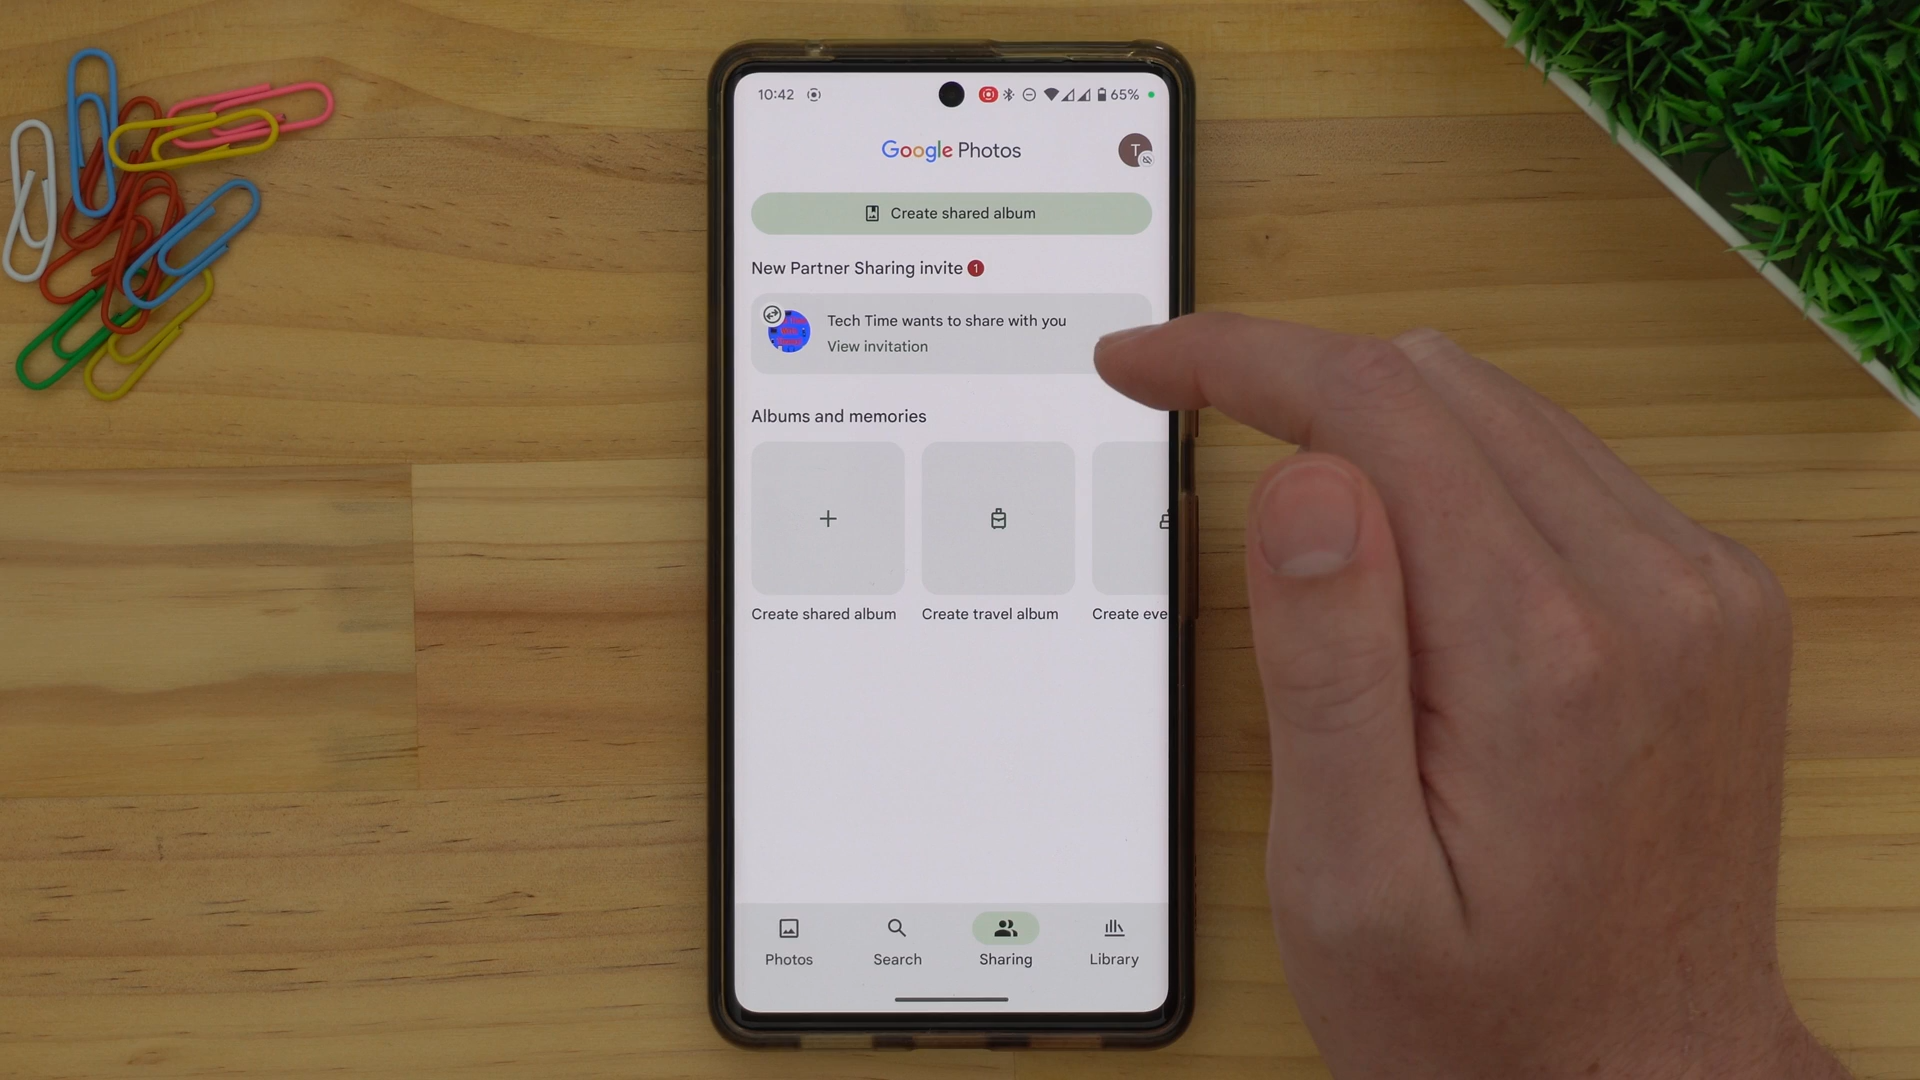 10:42
65%
Google Photos
T
Create shared album
New Partner Sharing invite 1
Tech Time wants to share with you
View invitation
Albums and memories
Create shared album
Create travel album
Create eve
Photos
Search
Sharing
Library